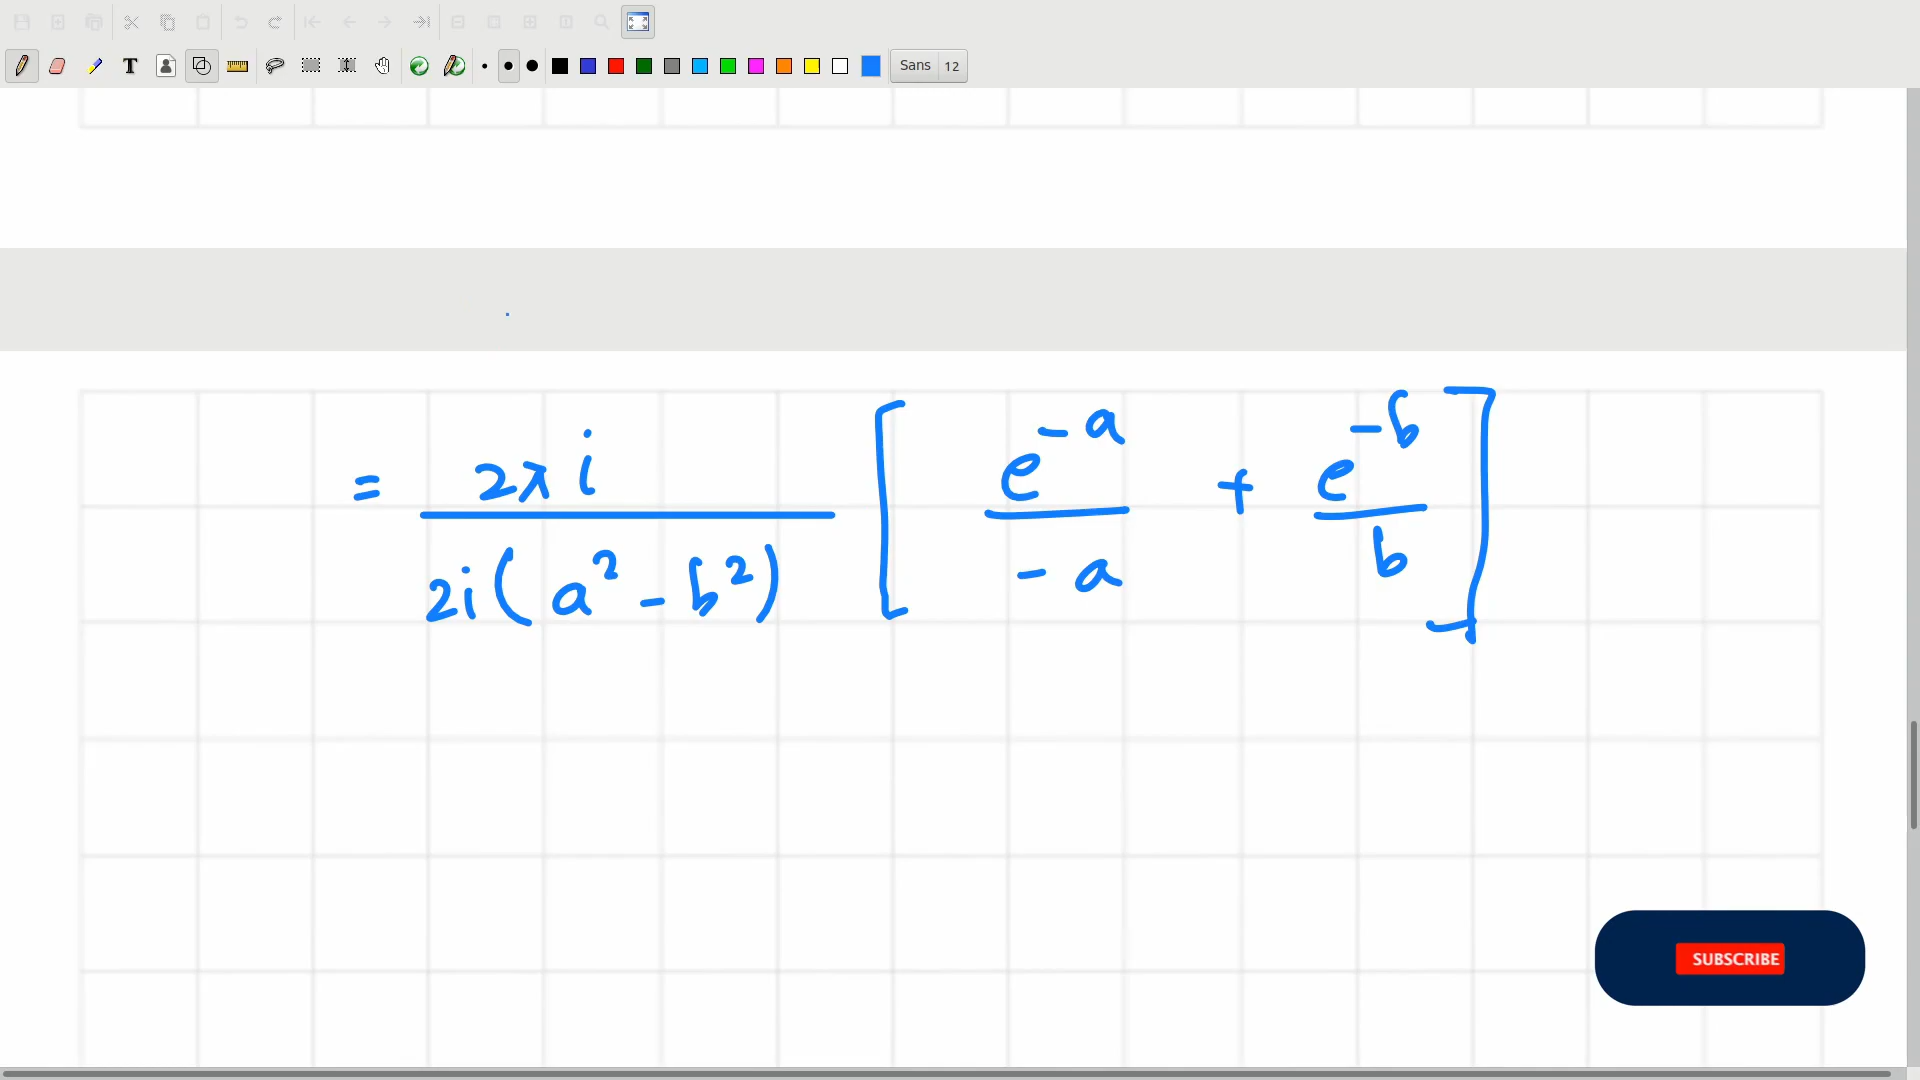 T Sans 12
= 2πi / 2i(a² - b²) [ e^{-a} / -a + e^{-b} / b ]
SUBSCRIBE